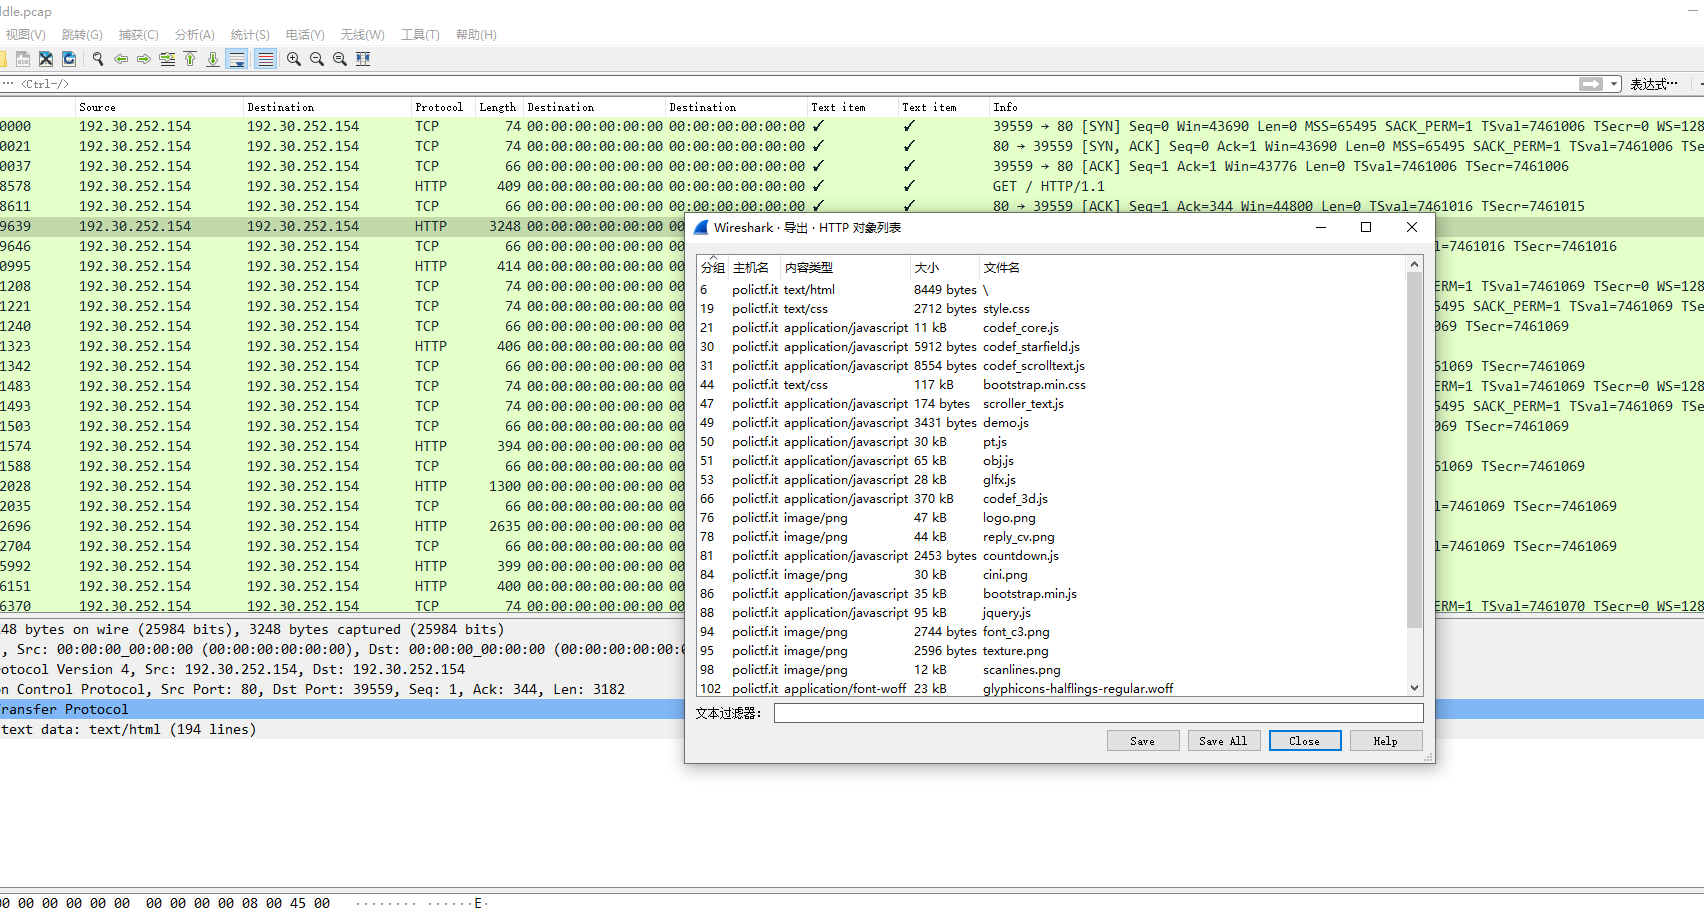 ldle.pcap
视图(V) 跳转(G) 捕获(C) 分析(A) 统计(S) 电话(Y) 无线(W) 工具(T) 帮助(H)
… <Ctrl-/> 表达式…
Source Destination Protocol Length Destination Destination Text item Text item Info
0000 192.30.252.154 192.30.252.154 TCP 74 00:00:00:00:00:00 00:00:00:00:00:00 ✓ ✓ 39559 → 80 [SYN] Seq=0 Win=43690 Len=0 MSS=65495 SACK_PERM=1 TSval=7461006 TSecr=0 WS=128
0021 192.30.252.154 192.30.252.154 TCP 74 00:00:00:00:00:00 00:00:00:00:00:00 ✓ ✓ 80 → 39559 [SYN, ACK] Seq=0 Ack=1 Win=43690 Len=0 MSS=65495 SACK_PERM=1 TSval=7461006 TSe
0037 192.30.252.154 192.30.252.154 TCP 66 00:00:00:00:00:00 00:00:00:00:00:00 ✓ ✓ 39559 → 80 [ACK] Seq=1 Ack=1 Win=43776 Len=0 TSval=7461006 TSecr=7461006
8578 192.30.252.154 192.30.252.154 HTTP 409 00:00:00:00:00:00 00:00:00:00:00:00 ✓ ✓ GET / HTTP/1.1
8611 192.30.252.154 192.30.252.154 TCP 66 00:00:00:00:00:00 00:00:00:00:00:00 ✓ ✓ 80 → 39559 [ACK] Seq=1 Ack=344 Win=44800 Len=0 TSval=7461016 TSecr=7461015
9639 192.30.252.154 192.30.252.154 HTTP 3248 00:00:00:00:00:00 00
9646 192.30.252.154 192.30.252.154 TCP 66 00:00:00:00:00:00 00 l=7461016 TSecr=7461016
0995 192.30.252.154 192.30.252.154 HTTP 414 00:00:00:00:00:00 00
1208 192.30.252.154 192.30.252.154 TCP 74 00:00:00:00:00:00 00 ERM=1 TSval=7461069 TSecr=0 WS=128
1221 192.30.252.154 192.30.252.154 TCP 74 00:00:00:00:00:00 00 5495 SACK_PERM=1 TSval=7461069 TSe
1240 192.30.252.154 192.30.252.154 TCP 66 00:00:00:00:00:00 00 069 TSecr=7461069
1323 192.30.252.154 192.30.252.154 HTTP 406 00:00:00:00:00:00 00
1342 192.30.252.154 192.30.252.154 TCP 66 00:00:00:00:00:00 00 61069 TSecr=7461069
1483 192.30.252.154 192.30.252.154 TCP 74 00:00:00:00:00:00 00 ERM=1 TSval=7461069 TSecr=0 WS=128
1493 192.30.252.154 192.30.252.154 TCP 74 00:00:00:00:00:00 00 5495 SACK_PERM=1 TSval=7461069 TSe
1503 192.30.252.154 192.30.252.154 TCP 66 00:00:00:00:00:00 00 069 TSecr=7461069
1574 192.30.252.154 192.30.252.154 HTTP 394 00:00:00:00:00:00 00
1588 192.30.252.154 192.30.252.154 TCP 66 00:00:00:00:00:00 00 61069 TSecr=7461069
2028 192.30.252.154 192.30.252.154 HTTP 1300 00:00:00:00:00:00 00
2035 192.30.252.154 192.30.252.154 TCP 66 00:00:00:00:00:00 00 l=7461069 TSecr=7461069
2696 192.30.252.154 192.30.252.154 HTTP 2635 00:00:00:00:00:00 00
2704 192.30.252.154 192.30.252.154 TCP 66 00:00:00:00:00:00 00 l=7461069 TSecr=7461069
5992 192.30.252.154 192.30.252.154 HTTP 399 00:00:00:00:00:00 00
6151 192.30.252.154 192.30.252.154 HTTP 400 00:00:00:00:00:00 00
6370 192.30.252.154 192.30.252.154 TCP 74 00:00:00:00:00:00 00 ERM=1 TSval=7461070 TSecr=0 WS=128
Wireshark · 导出 · HTTP 对象列表
分组 主机名 内容类型 大小 文件名
6 polictf.it text/html 8449 bytes \
19 polictf.it text/css 2712 bytes style.css
21 polictf.it application/javascript 11 kB codef_core.js
30 polictf.it application/javascript 5912 bytes codef_starfield.js
31 polictf.it application/javascript 8554 bytes codef_scrolltext.js
44 polictf.it text/css 117 kB bootstrap.min.css
47 polictf.it application/javascript 174 bytes scroller_text.js
49 polictf.it application/javascript 3431 bytes demo.js
50 polictf.it application/javascript 30 kB pt.js
51 polictf.it application/javascript 65 kB obj.js
53 polictf.it application/javascript 28 kB glfx.js
66 polictf.it application/javascript 370 kB codef_3d.js
76 polictf.it image/png 47 kB logo.png
78 polictf.it image/png 44 kB reply_cv.png
81 polictf.it application/javascript 2453 bytes countdown.js
84 polictf.it image/png 30 kB cini.png
86 polictf.it application/javascript 35 kB bootstrap.min.js
88 polictf.it application/javascript 95 kB jquery.js
94 polictf.it image/png 2744 bytes font_c3.png
95 polictf.it image/png 2596 bytes texture.png
98 polictf.it image/png 12 kB scanlines.png
102 polictf.it application/font-woff 23 kB glyphicons-halflings-regular.woff
文本过滤器:
Save Save All Close Help
48 bytes on wire (25984 bits), 3248 bytes captured (25984 bits)
, Src: 00:00:00_00:00:00 (00:00:00:00:00:00), Dst: 00:00:00_00:00:00 (00:00:00:00:00:0
otocol Version 4, Src: 192.30.252.154, Dst: 192.30.252.154
on Control Protocol, Src Port: 80, Dst Port: 39559, Seq: 1, Ack: 344, Len: 3182
ransfer Protocol
text data: text/html (194 lines)
00 00 00 00 00 00 00 00 00 00 08 00 45 00 ········ ······E·